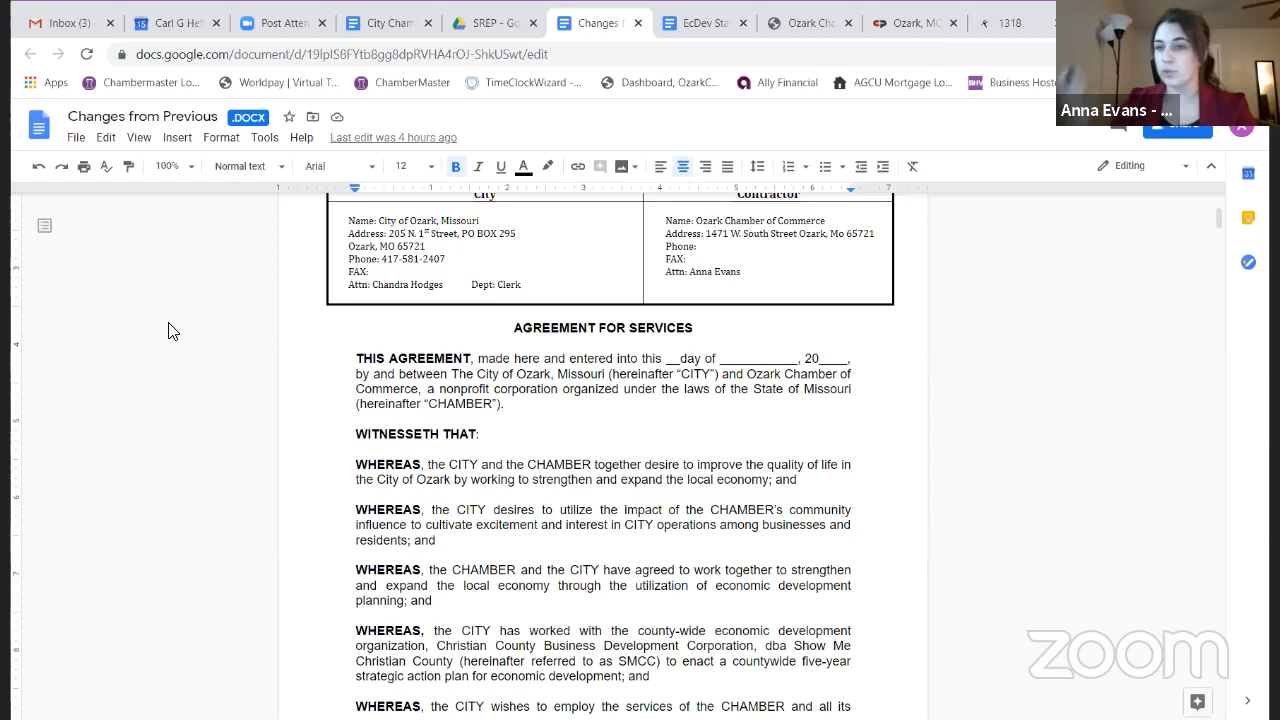 Inbox (3)
Carl G Hef
Post Atten
City Cham
SREP - Go
Changes f
EcDev Sta
Ozark Cha
Ozark, MO
1318
docs.google.com/document/d/19lplS8FYtb8gg8dpRVHA4rOJ-ShkUSwt/edit
Apps
Chambermaster Lo...
Worldpay | Virtual T...
ChamberMaster
TimeClockWizard -...
Dashboard, OzarkC...
Ally Financial
AGCU Mortgage Lo...
BHV Business Hoste
Anna Evans - ...
Changes from Previous .DOCX
File Edit View Insert Format Tools Help Last edit was 4 hours ago
100% Normal text Arial 12 B I U A Editing
1 1 2 3 4 5 6 7
City Contractor
Name: City of Ozark, Missouri
Address: 205 N. 1st Street, PO BOX 295
Ozark, MO 65721
Phone: 417-581-2407
FAX:
Attn: Chandra Hodges Dept: Clerk
Name: Ozark Chamber of Commerce
Address: 1471 W. South Street Ozark, Mo 65721
Phone:
FAX:
Attn: Anna Evans
AGREEMENT FOR SERVICES
THIS AGREEMENT, made here and entered into this __day of __________, 20____,
by and between The City of Ozark, Missouri (hereinafter “CITY”) and Ozark Chamber of
Commerce, a nonprofit corporation organized under the laws of the State of Missouri
(hereinafter “CHAMBER”).
WITNESSETH THAT:
WHEREAS, the CITY and the CHAMBER together desire to improve the quality of life in
the City of Ozark by working to strengthen and expand the local economy; and
WHEREAS, the CITY desires to utilize the impact of the CHAMBER’s community
influence to cultivate excitement and interest in CITY operations among businesses and
residents; and
WHEREAS, the CHAMBER and the CITY have agreed to work together to strengthen
and expand the local economy through the utilization of economic development
planning; and
WHEREAS, the CITY has worked with the county-wide economic development
organization, Christian County Business Development Corporation, dba Show Me
Christian County (hereinafter referred to as SMCC) to enact a countywide five-year
strategic action plan for economic development; and
WHEREAS, the CITY wishes to employ the services of the CHAMBER and all its
zoom